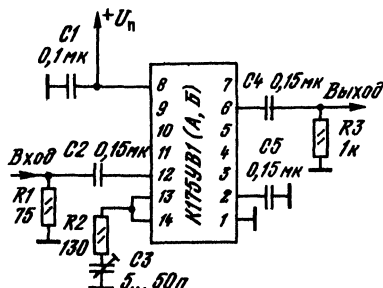 +Uп
C1
0,1мк
8
9
10
11
12
13
14
К175УВ1 (А, Б)
7
6
5
4
3
2
1
C4 0,15мк
Выход
R3
1к
C5
0,15мк
Вход
C2 0,15мк
R1
75
R2
130
C3
5...50п